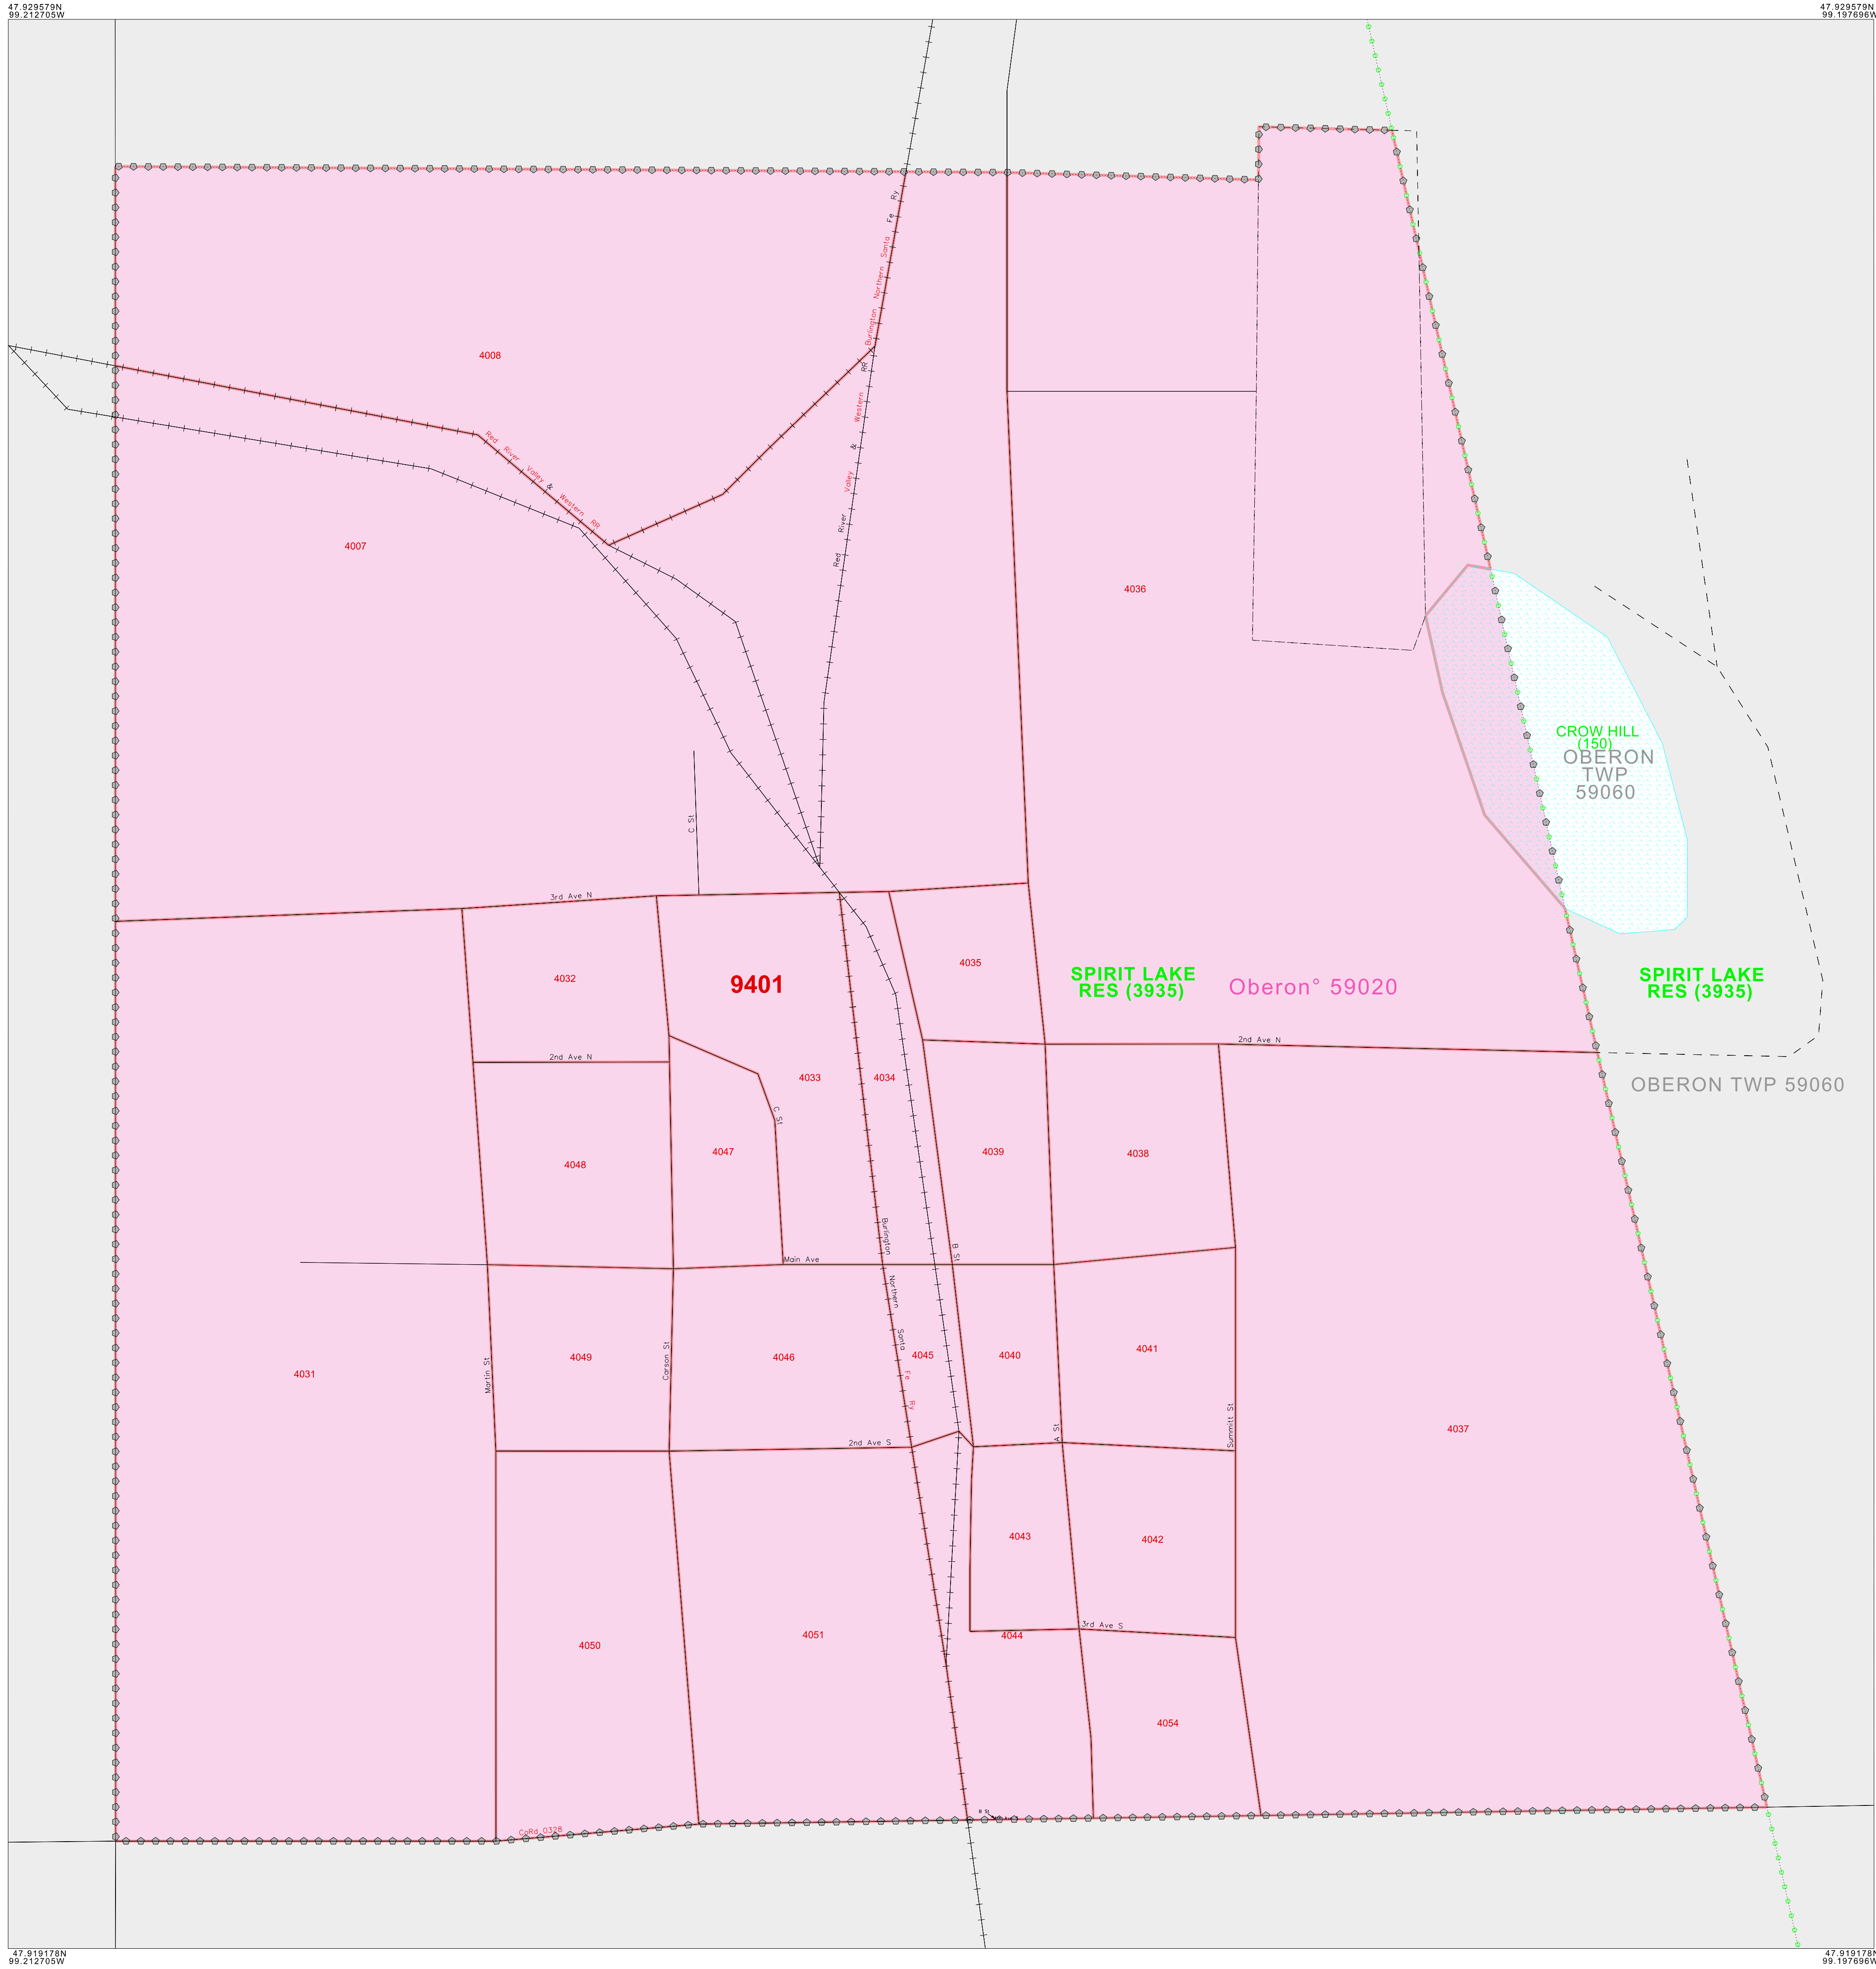 47.929579N
99.212705W
47.929579N
99.197696W
Burlington Northern Santa Fe Ry
4008
Red River Valley & Western RR
Red River Valley & Western RR
4007
4036
CROW HILL
(150)
OBERON
TWP
59060
C St
3rd Ave N
4032
9401
4035
SPIRIT LAKE
RES (3935)
Oberon° 59020
SPIRIT LAKE
RES (3935)
2nd Ave N
2nd Ave N
4033
4034
OBERON TWP 59060
C St
4048
4047
4039
4038
Burlington Northern Santa Fe Ry
B St
Main Ave
4031
Martin St
4049
Carson St
4046
4045
4040
4041
A St
Summitt St
4037
2nd Ave S
4043
4042
4050
4051
4044
3rd Ave S
4054
B St
CoRd 0328
47.919178N
99.212705W
47.919178N
99.197696W